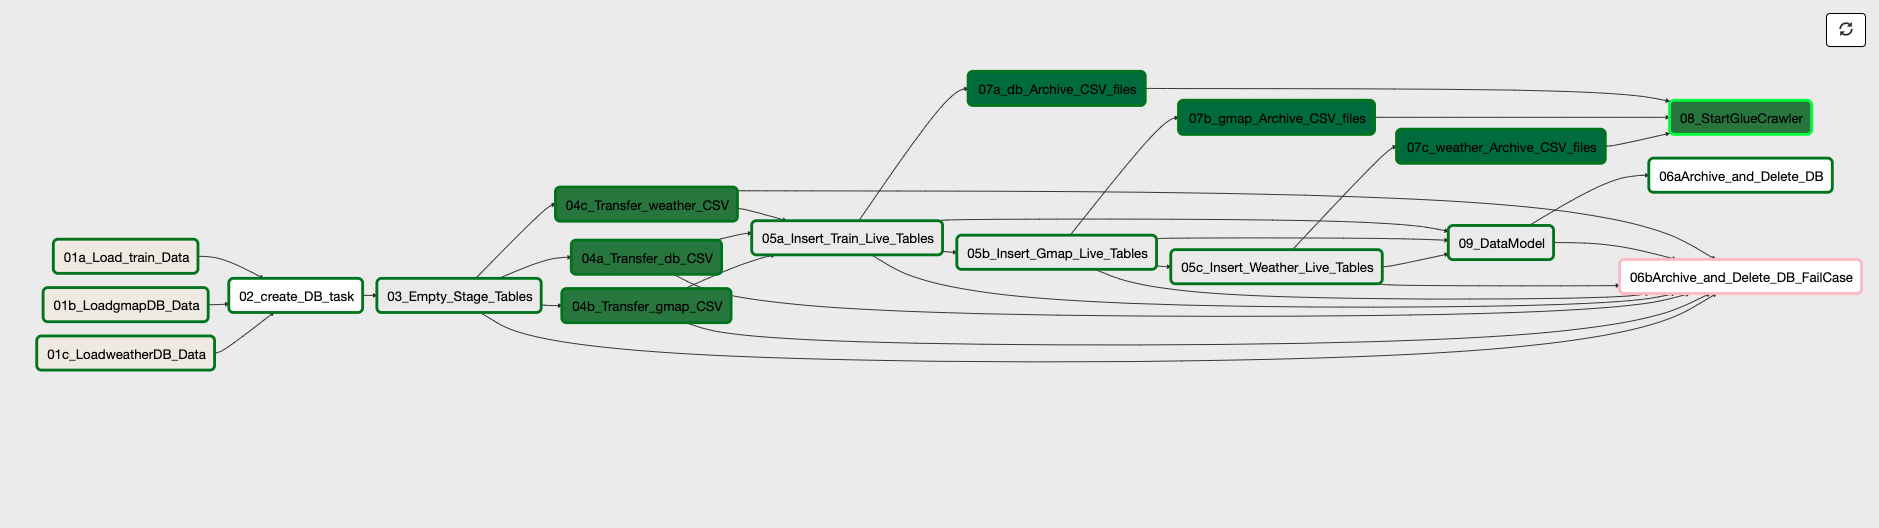 01a_Load_train_Data
01b_LoadgmapDB_Data
01c_LoadweatherDB_Data
02_create_DB_task
03_Empty_Stage_Tables
04c_Transfer_weather_CSV
04a_Transfer_db_CSV
04b_Transfer_gmap_CSV
05a_Insert_Train_Live_Tables
05b_Insert_Gmap_Live_Tables
05c_Insert_Weather_Live_Tables
07a_db_Archive_CSV_files
07b_gmap_Archive_CSV_files
07c_weather_Archive_CSV_files
09_DataModel
08_StartGlueCrawler
06aArchive_and_Delete_DB
06bArchive_and_Delete_DB_FailCase